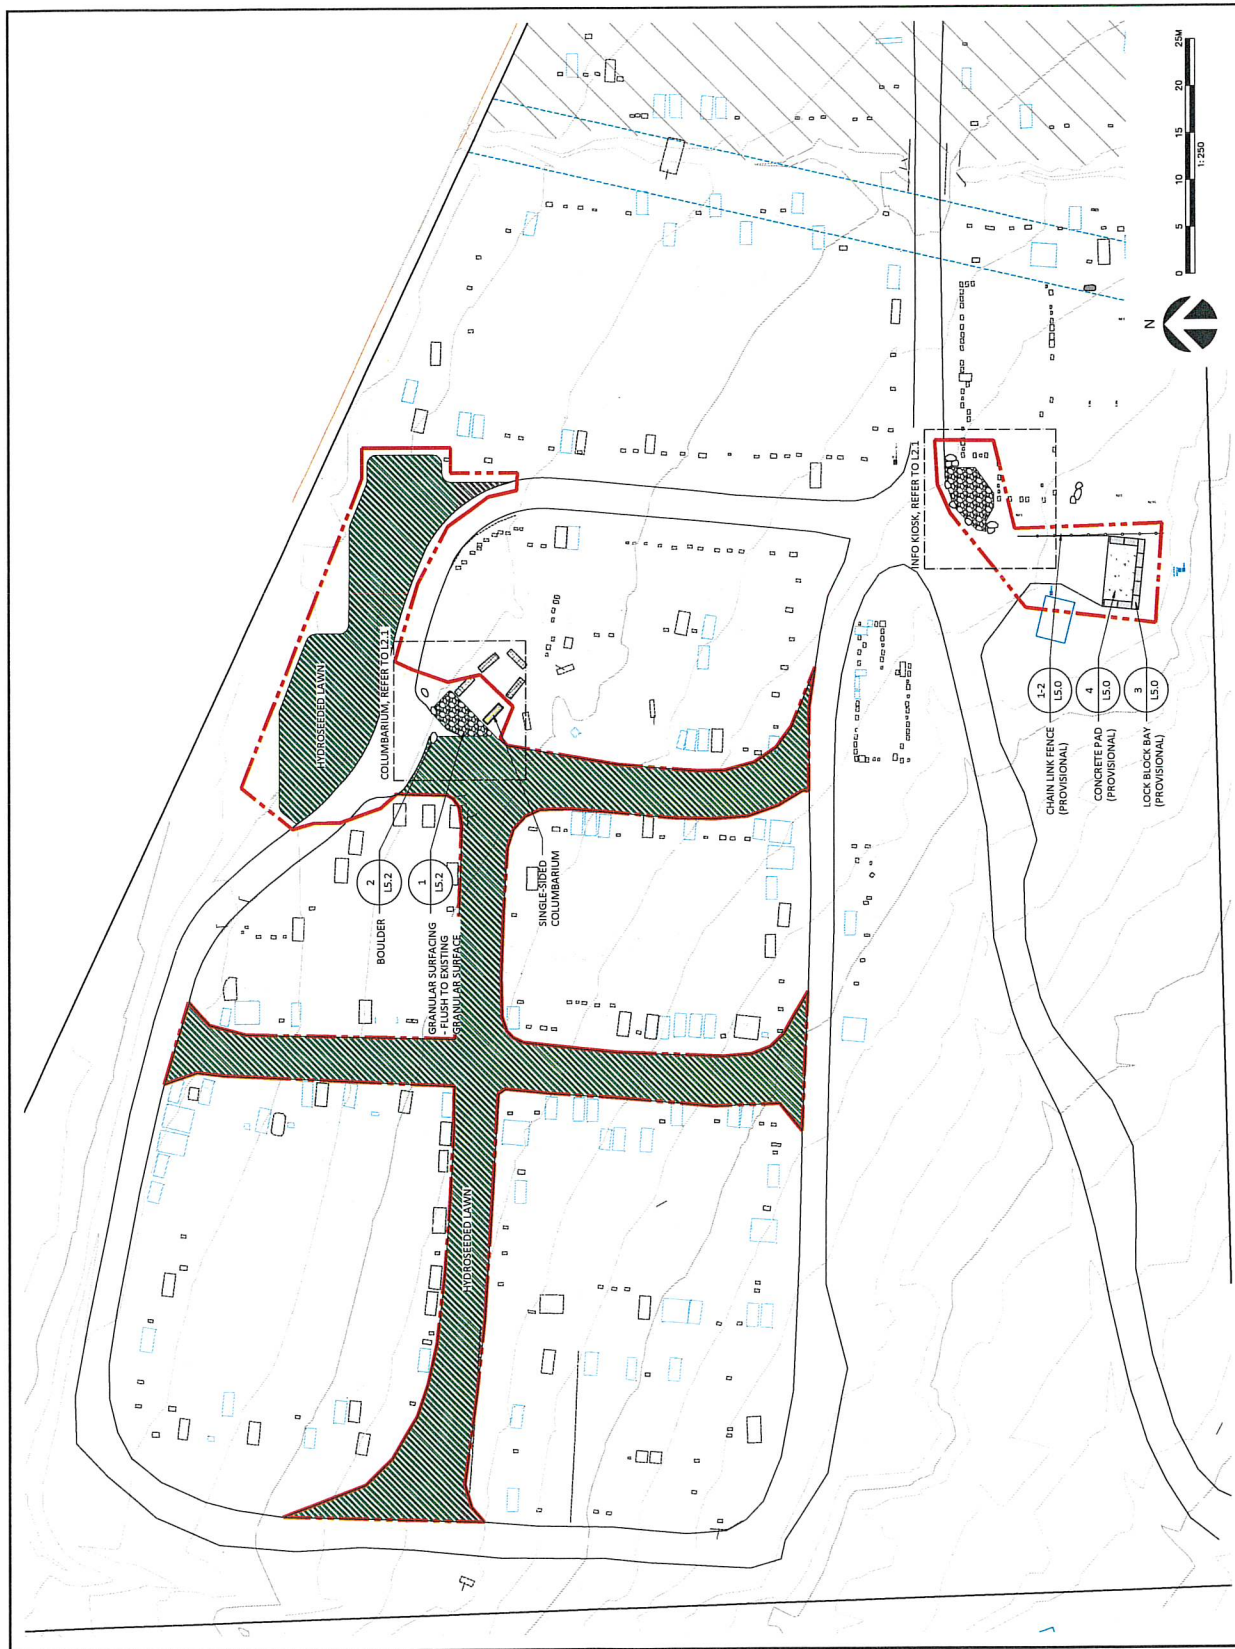 HYDROSEEDED LAWN
COLUMBARIUM, REFER TO L2.1
2
L5.2
BOULDER
1
L5.2
GRANULAR SURFACING
- FLUSH TO EXISTING
GRANULAR SURFACE
SINGLE-SIDED
COLUMBARIUM
HYDROSEEDED LAWN
INFO KIOSK, REFER TO L2.1
1-2
L5.0
CHAIN LINK FENCE
(PROVISIONAL)
4
L5.0
CONCRETE PAD
(PROVISIONAL)
3
L5.0
LOCK BLOCK BAY
(PROVISIONAL)
N
0 5 10 15 20 25M
1: 250